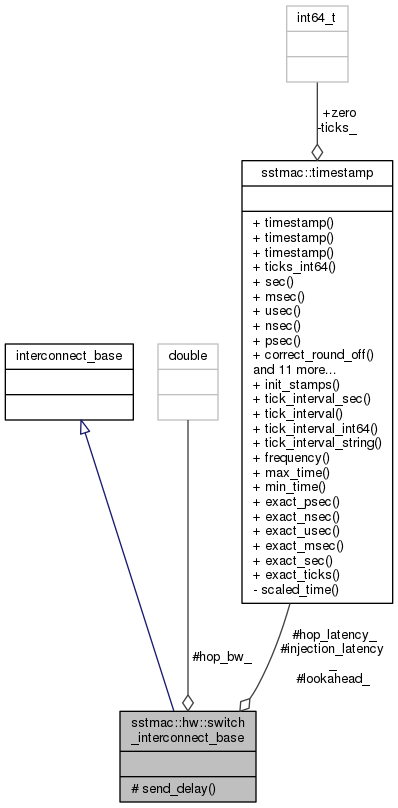 int64_t
+zero
-ticks_
sstmac::timestamp
+ timestamp()
+ timestamp()
+ timestamp()
+ ticks_int64()
+ sec()
+ msec()
+ usec()
+ nsec()
+ psec()
+ correct_round_off()
and 11 more...
+ init_stamps()
+ tick_interval_sec()
+ tick_interval()
+ tick_interval_int64()
+ tick_interval_string()
+ frequency()
+ max_time()
+ min_time()
+ exact_psec()
+ exact_nsec()
+ exact_usec()
+ exact_msec()
+ exact_sec()
+ exact_ticks()
- scaled_time()
interconnect_base
double
#hop_bw_
#hop_latency_
#injection_latency
_
#lookahead_
sstmac::hw::switch
_interconnect_base
# send_delay()